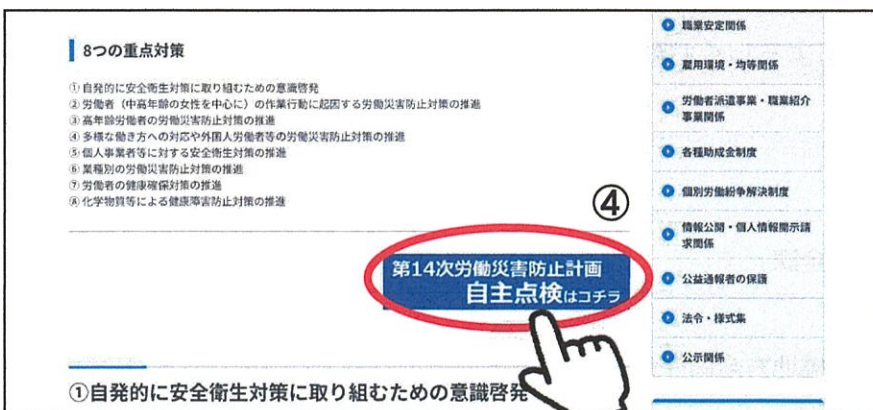 8つの重点対策
①自発的に安全衛生対策に取り組むための意識啓発
②労働者（中高年齢の女性を中心に）の作業行動に起因する労働災害防止対策の推進
③高年齢労働者の労働災害防止対策の推進
④多様な働き方への対応や外国人労働者等の労働災害防止対策の推進
⑤個人事業者等に対する安全衛生対策の推進
⑥業種別の労働災害防止対策の推進
⑦労働者の健康確保対策の推進
⑧化学物質等による健康障害防止対策の推進
④
第14次労働災害防止計画
自主点検はコチラ
①自発的に安全衛生対策に取り組むための意識啓発
職業安定関係
雇用環境・均等関係
労働者派遣事業・職業紹介
事業関係
各種助成金制度
個別労働紛争解決制度
情報公開・個人情報開示請
求関係
公益通報者の保護
法令・様式集
公示関係